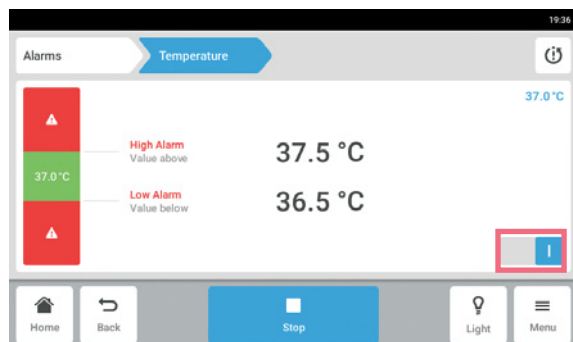 19:36
Alarms
Temperature
37.0 °C
High Alarm
Value above
37.5 °C
37.0 °C
Low Alarm
Value below
36.5 °C
I
Home
Back
Stop
Light
Menu